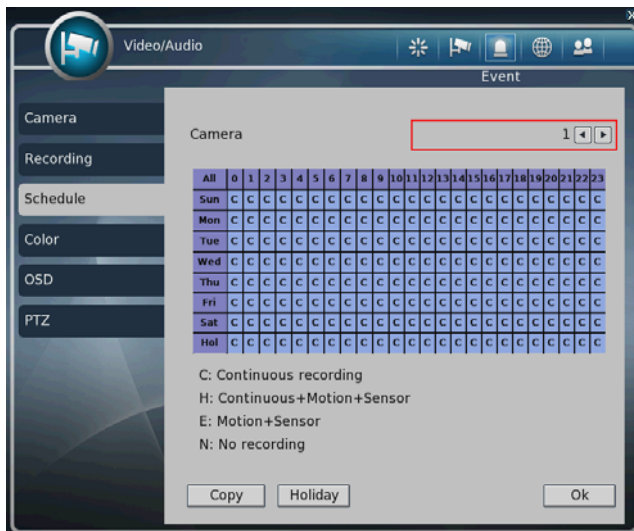 x
Video/Audio
Event
Camera
Recording
Schedule
Color
OSD
PTZ
Camera 1
All 0 1 2 3 4 5 6 7 8 9 10 11 12 13 14 15 16 17 18 19 20 21 22 23
Sun C C C C C C C C C C C C C C C C C C C C C C C C
Mon C C C C C C C C C C C C C C C C C C C C C C C C
Tue C C C C C C C C C C C C C C C C C C C C C C C C
Wed C C C C C C C C C C C C C C C C C C C C C C C C
Thu C C C C C C C C C C C C C C C C C C C C C C C C
Fri C C C C C C C C C C C C C C C C C C C C C C C C
Sat C C C C C C C C C C C C C C C C C C C C C C C C
Hol C C C C C C C C C C C C C C C C C C C C C C C C
C: Continuous recording
H: Continuous+Motion+Sensor
E: Motion+Sensor
N: No recording
Copy Holiday Ok